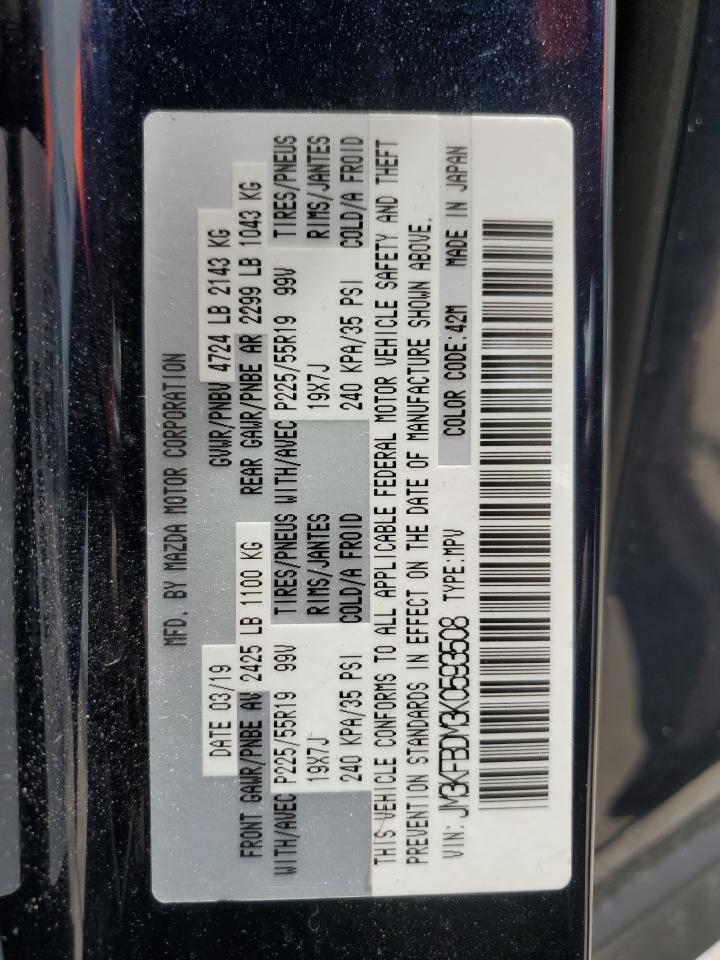 MFD. BY MAZDA MOTOR CORPORATION
DATE 03/19 GVWR/PNBV 4724 LB 2143 KG
FRONT GAWR/PNBE AV 2425 LB 1100 KG REAR GAWR/PNBE AR 2299 LB 1043 KG
WITH/AVEC P225/55R19 99V TIRES/PNEUS WITH/AVEC P225/55R19 99V TIRES/PNEUS
19X7J RIMS/JANTES 19X7J RIMS/JANTES
240 KPA/35 PSI COLD/A FROID 240 KPA/35 PSI COLD/A FROID
THIS VEHICLE CONFORMS TO ALL APPLICABLE FEDERAL MOTOR VEHICLE SAFETY AND THEFT
PREVENTION STANDARDS IN EFFECT ON THE DATE OF MANUFACTURE SHOWN ABOVE.
VIN: JM3KFBDM3K0593508 TYPE:MPV COLOR CODE:42M MADE IN JAPAN